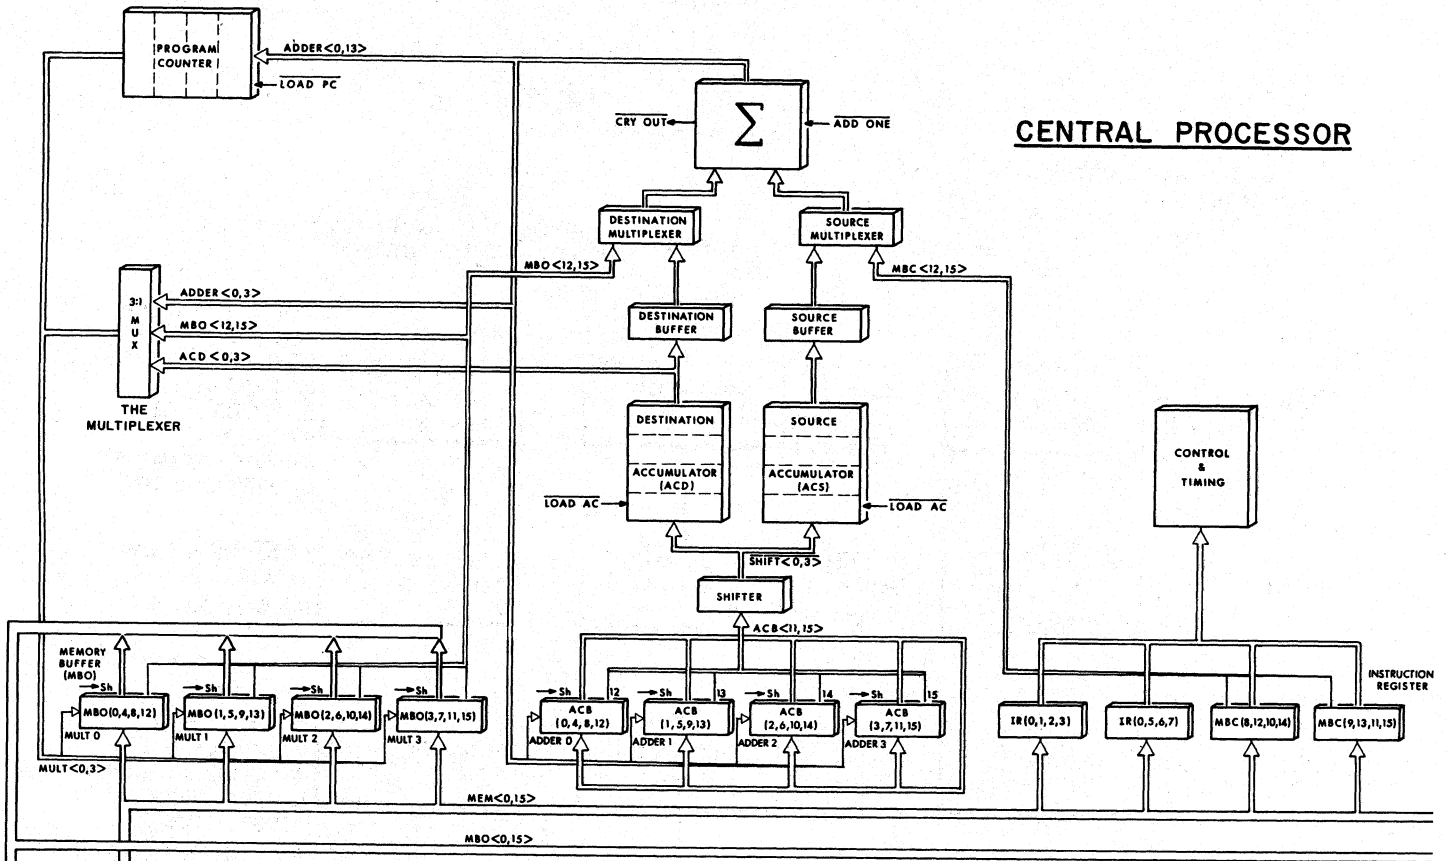 PROGRAM
COUNTER
ADDER<0,13>
LOAD PC
CRY OUT
Σ
ADD ONE
CENTRAL PROCESSOR
DESTINATION
MULTIPLEXER
SOURCE
MULTIPLEXER
MBO<12,15>
MBC<12,15>
3:1
M
U
X
ADDER<0,3>
MBO<12,15>
ACD<0,3>
THE
MULTIPLEXER
DESTINATION
BUFFER
SOURCE
BUFFER
DESTINATION
ACCUMULATOR
(ACD)
SOURCE
ACCUMULATOR
(ACS)
LOAD AC
LOAD AC
CONTROL
&
TIMING
SHIFT<0,3>
SHIFTER
ACB<11,15>
MEMORY
BUFFER
(MBO)
Sh
Sh
Sh
Sh
MBO(0,4,8,12)
MBO(1,5,9,13)
MBO(2,6,10,14)
MBO(3,7,11,15)
MULT 0
MULT 1
MULT 2
MULT 3
MULT<0,3>
Sh
12
Sh
13
Sh
14
Sh
15
ACB
(0,4,8,12)
ACB
(1,5,9,13)
ACB
(2,6,10,14)
ACB
(3,7,11,15)
ADDER 0
ADDER 1
ADDER 2
ADDER 3
INSTRUCTION
REGISTER
IR(0,1,2,3)
IR(0,5,6,7)
MBC(8,12,10,14)
MBC(9,13,11,15)
MEM<0,15>
MBO<0,15>